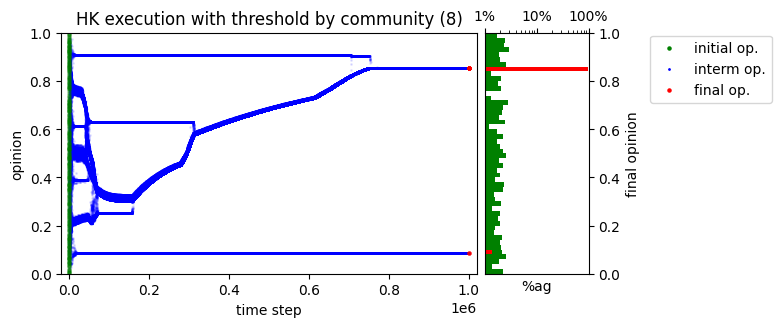 HK execution with threshold by community (8)
1% 10% 100%
initial op.
interm op.
final op.
opinion
1.0
0.8
0.6
0.4
0.2
0.0
0.0 0.2 0.4 0.6 0.8 1.0
1e6
time step
%ag
1.0
0.8
0.6
0.4
0.2
0.0
final opinion